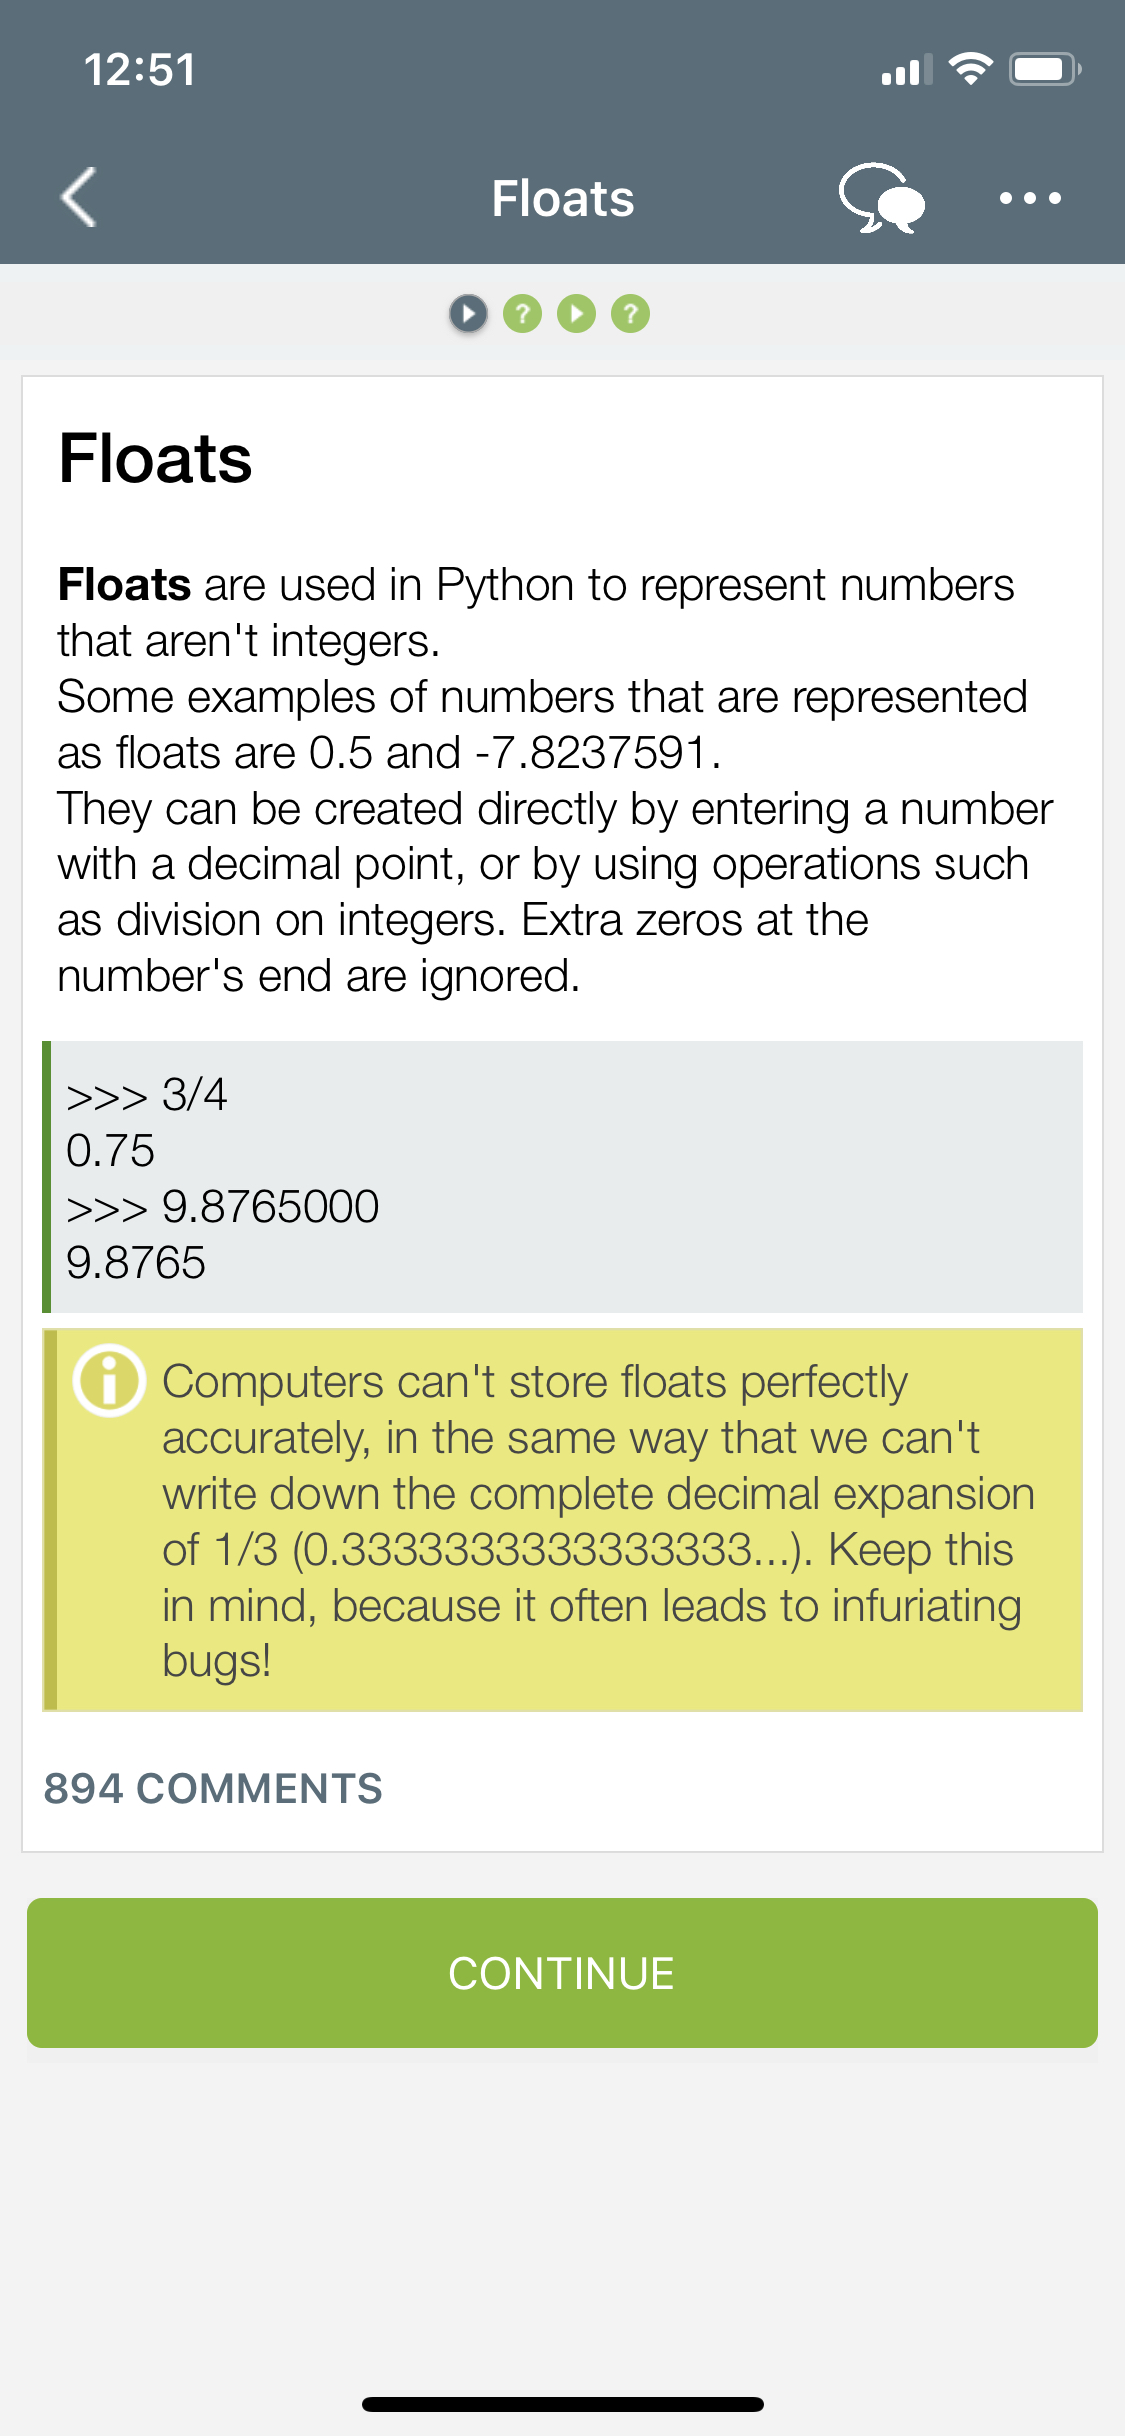 12:51
Floats
? ?
Floats
Floats are used in Python to represent numbers
that aren't integers.
Some examples of numbers that are represented
as floats are 0.5 and -7.8237591.
They can be created directly by entering a number
with a decimal point, or by using operations such
as division on integers. Extra zeros at the
number's end are ignored.
>>> 3/4
0.75
>>> 9.8765000
9.8765
Computers can't store floats perfectly
accurately, in the same way that we can't
write down the complete decimal expansion
of 1/3 (0.3333333333333333...). Keep this
in mind, because it often leads to infuriating
bugs!
894 COMMENTS
CONTINUE